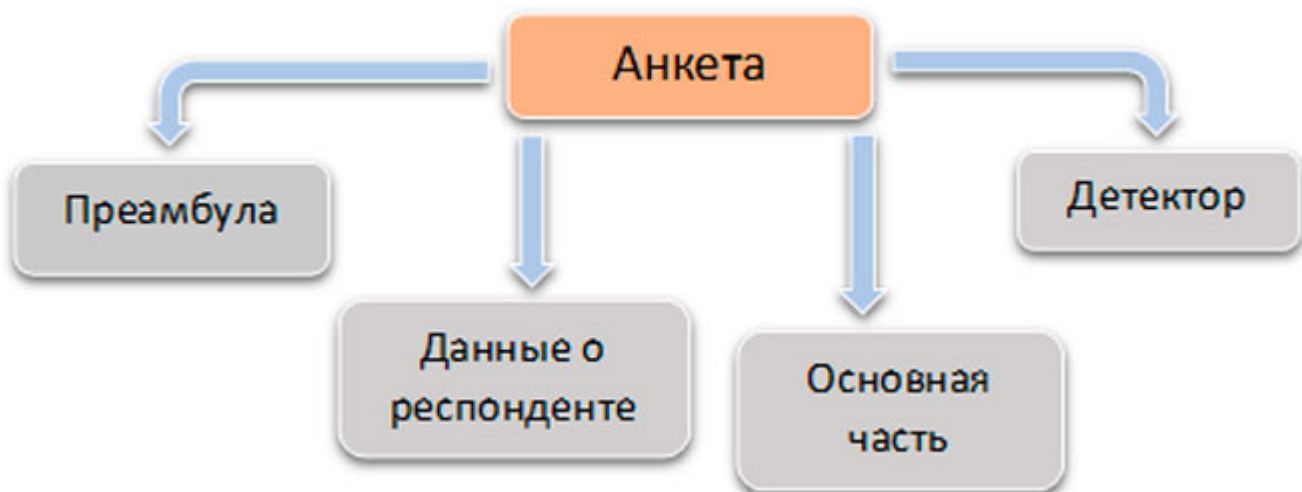 Анкета
Преамбула
Детектор
Данные о
респонденте
Основная
часть